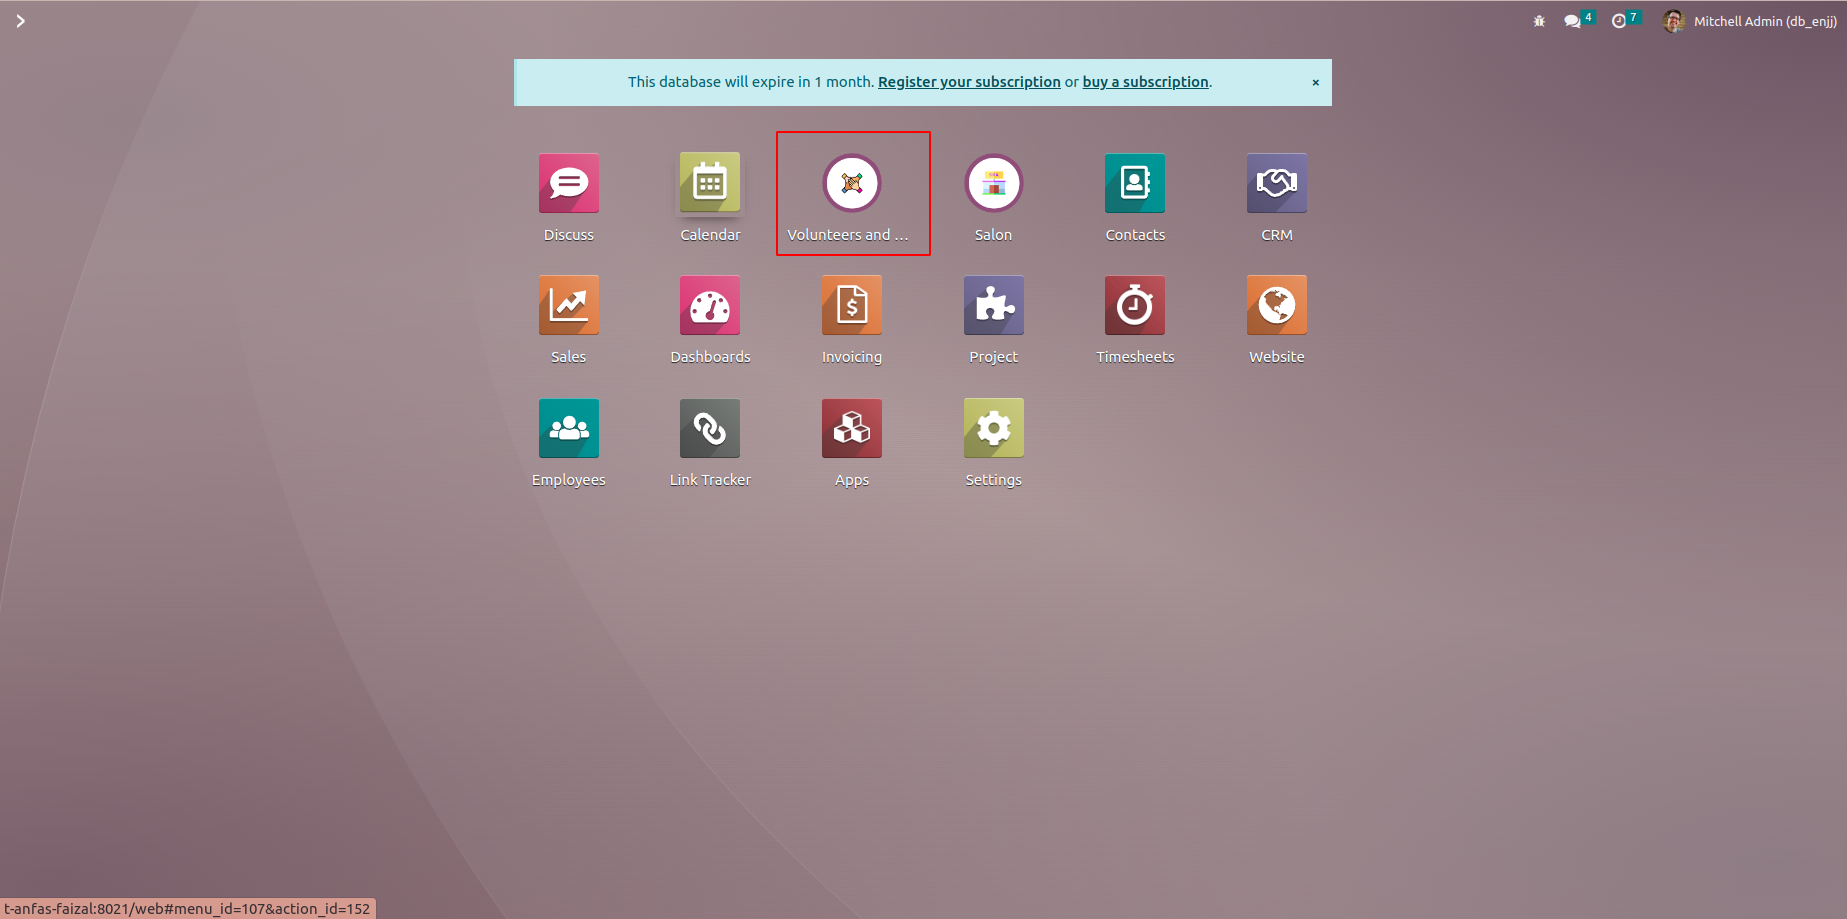 4
7
Mitchell Admin (db_enjj)
This database will expire in 1 month. Register your subscription or buy a subscription.
×
Discuss
Calendar
Volunteers and ...
Salon
Contacts
CRM
Sales
Dashboards
Invoicing
Project
Timesheets
Website
Employees
Link Tracker
Apps
Settings
t-anfas-faizal:8021/web#menu_id=107&action_id=152